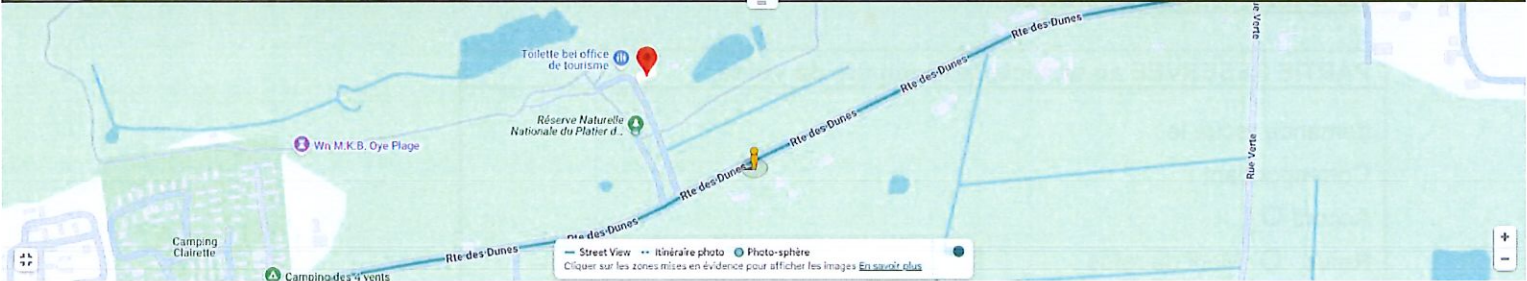 Rte des Dunes
Rue Verte
Toilette bei office
de tourisme
Rte des Dunes
Réserve Naturelle
Nationale du Platier d...
Rte des Dunes
Wn M.K.B. Oye Plage
Rue Verte
Rte des Dunes
Rte des Dunes
Camping
Clairette
Rte des Dunes
Street View Itinéraire photo Photo-sphère
Cliquer sur les zones mises en évidence pour afficher les images En savoir plus
Camping des 4 vents